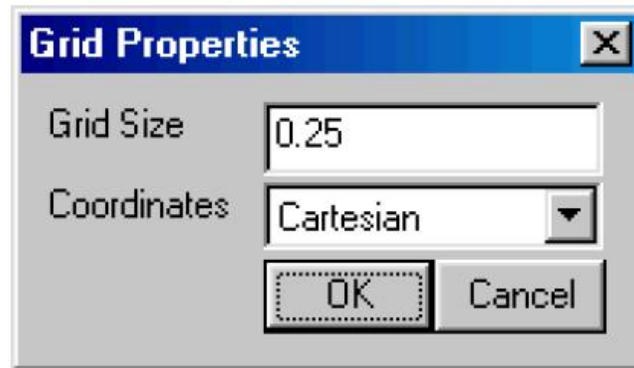 Grid Properties
Grid Size 0.25
Coordinates Cartesian
OK Cancel